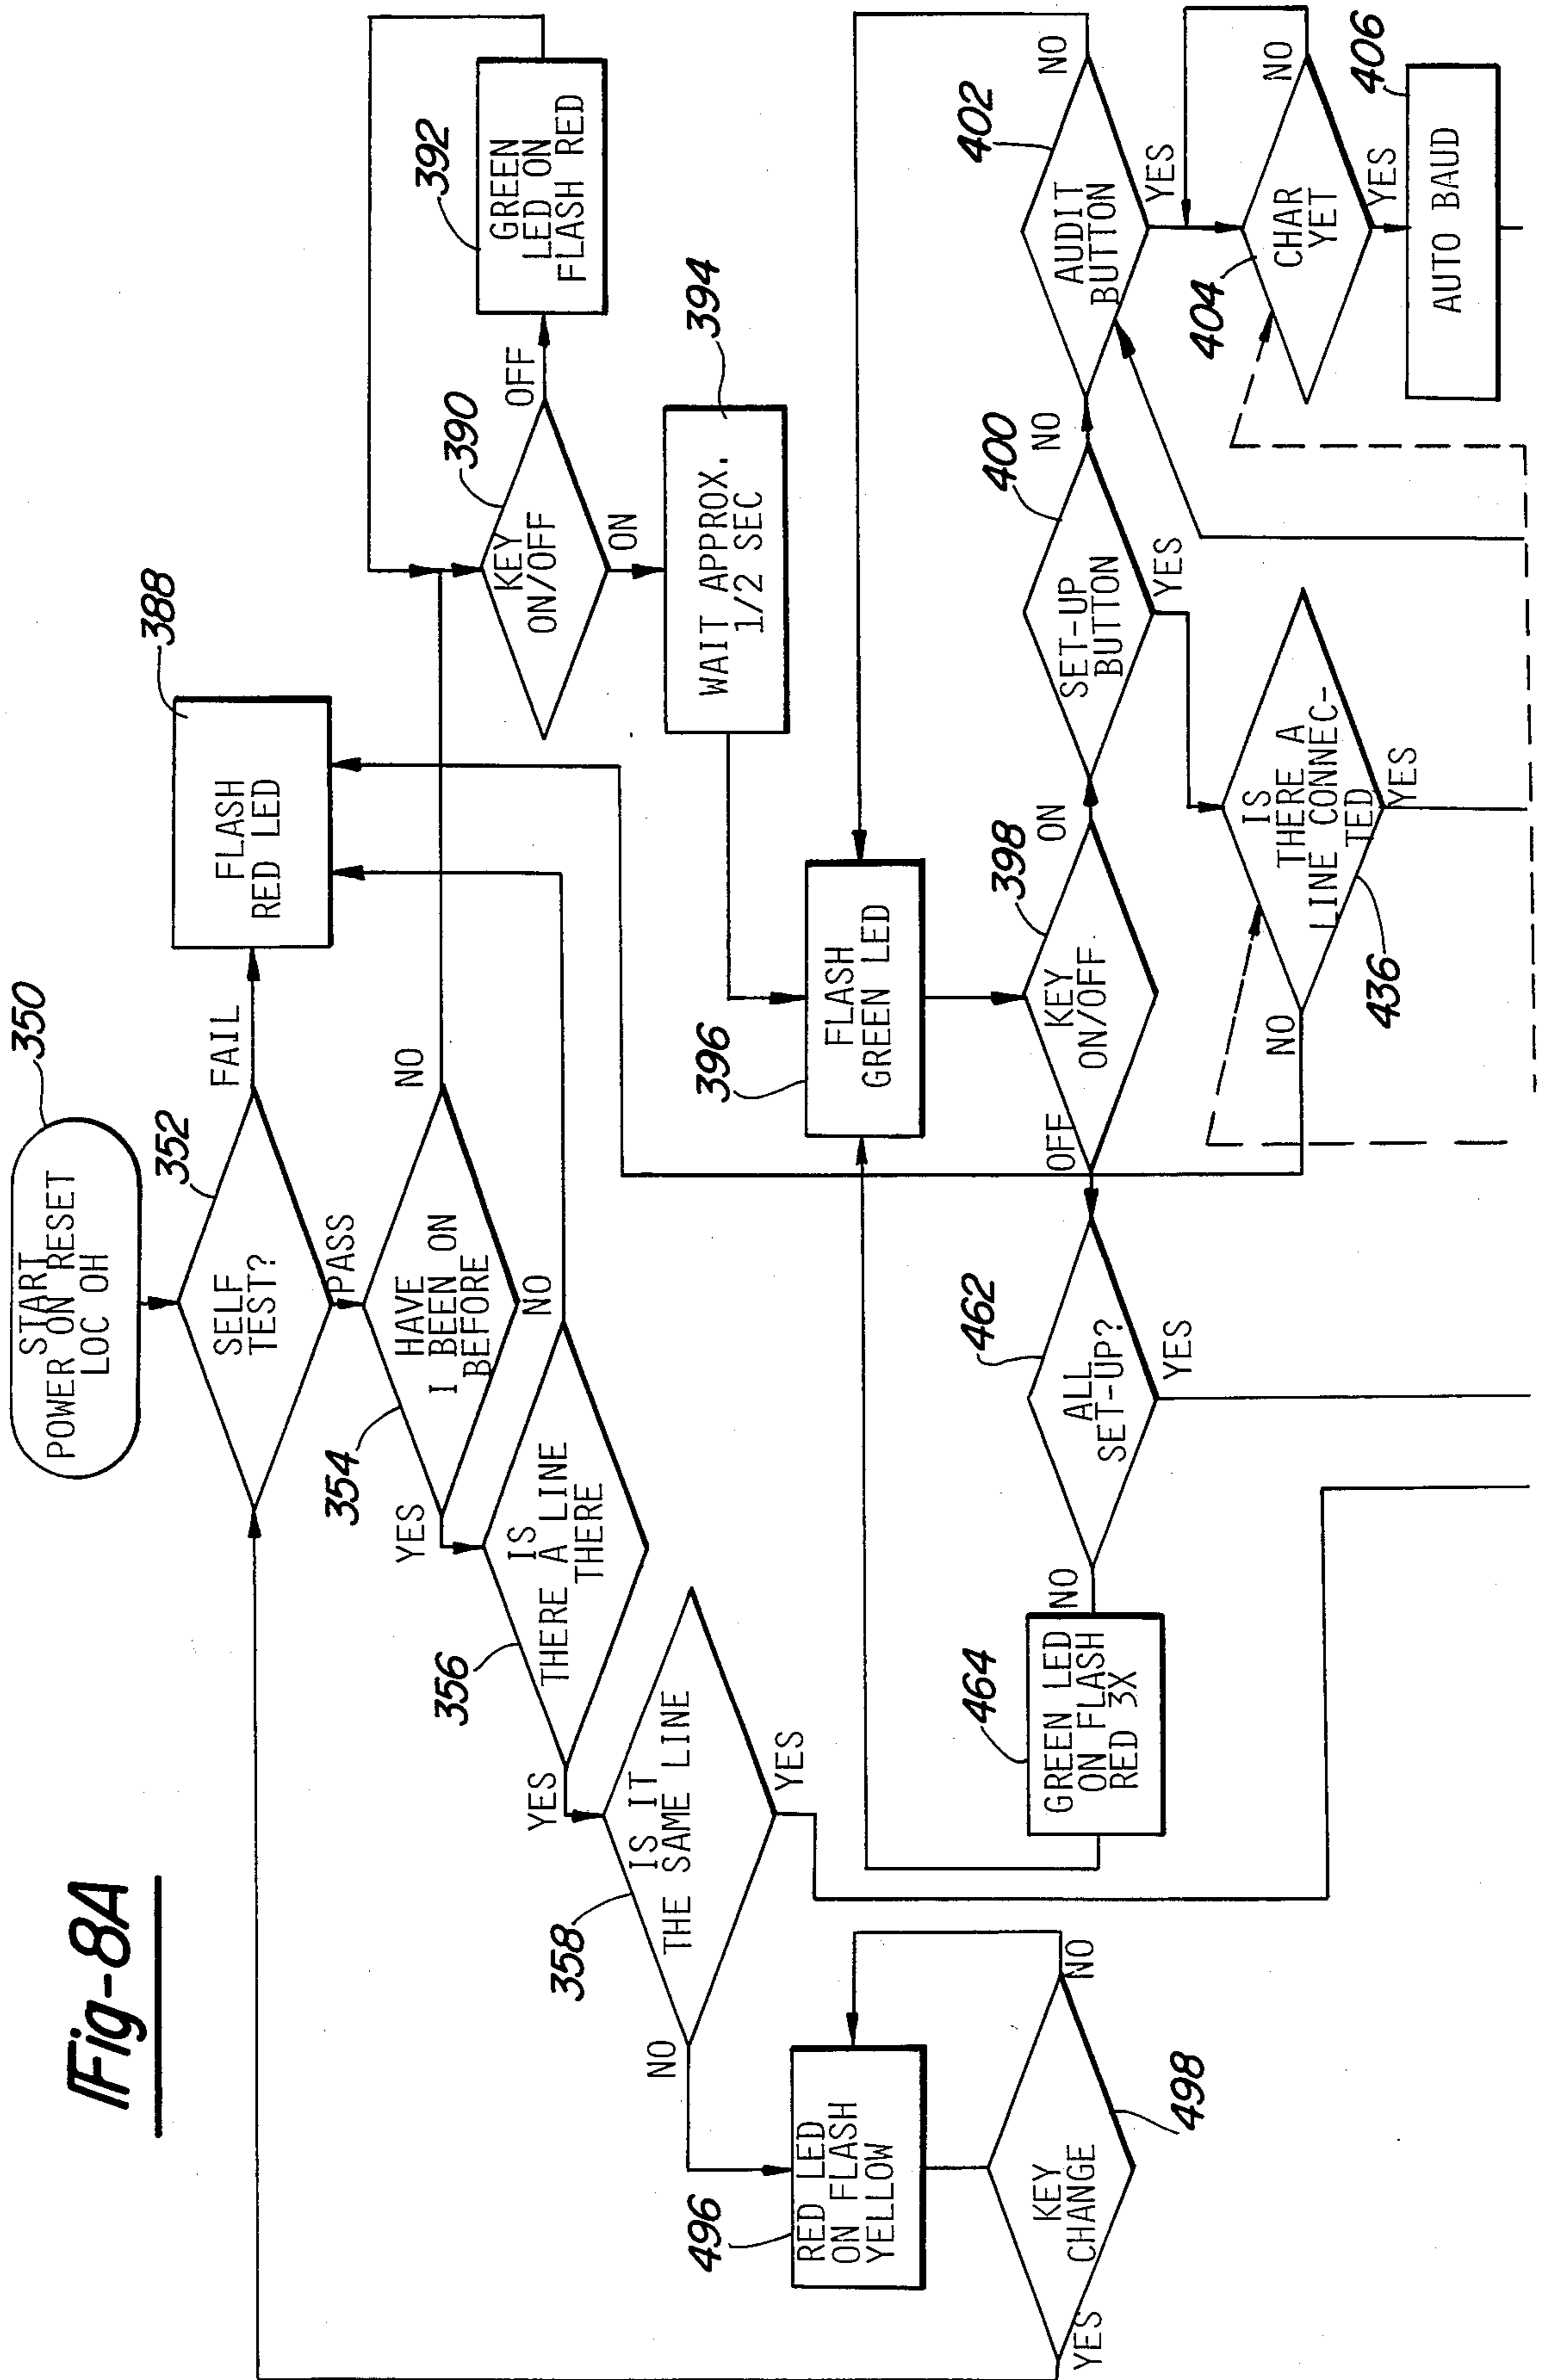 Fig-8A
350
START
POWER ON RESET
LOC OH
352
SELF
TEST?
FAIL
PASS
388
FLASH
RED LED
354
HAVE
I BEEN ON
BEFORE
NO
YES
356
IS
THERE A LINE
THERE
NO
YES
358
IS IT
THE SAME LINE
NO
YES
390
KEY
ON/OFF
OFF
ON
392
GREEN
LED ON
FLASH RED
394
WAIT APPROX.
1/2 SEC
396
FLASH
GREEN LED
398
KEY
ON/OFF
OFF
ON
400
SET-UP
BUTTON
NO
YES
402
AUDIT
BUTTON
NO
YES
404
CHAR
YET
NO
YES
406
AUTO BAUD
436
IS
THERE A
LINE CONNEC-
TED
NO
YES
462
ALL
SET-UP?
NO
YES
464
GREEN LED
ON FLASH
RED 3X
496
RED LED
ON FLASH
YELLOW
498
KEY
CHANGE
NO
YES